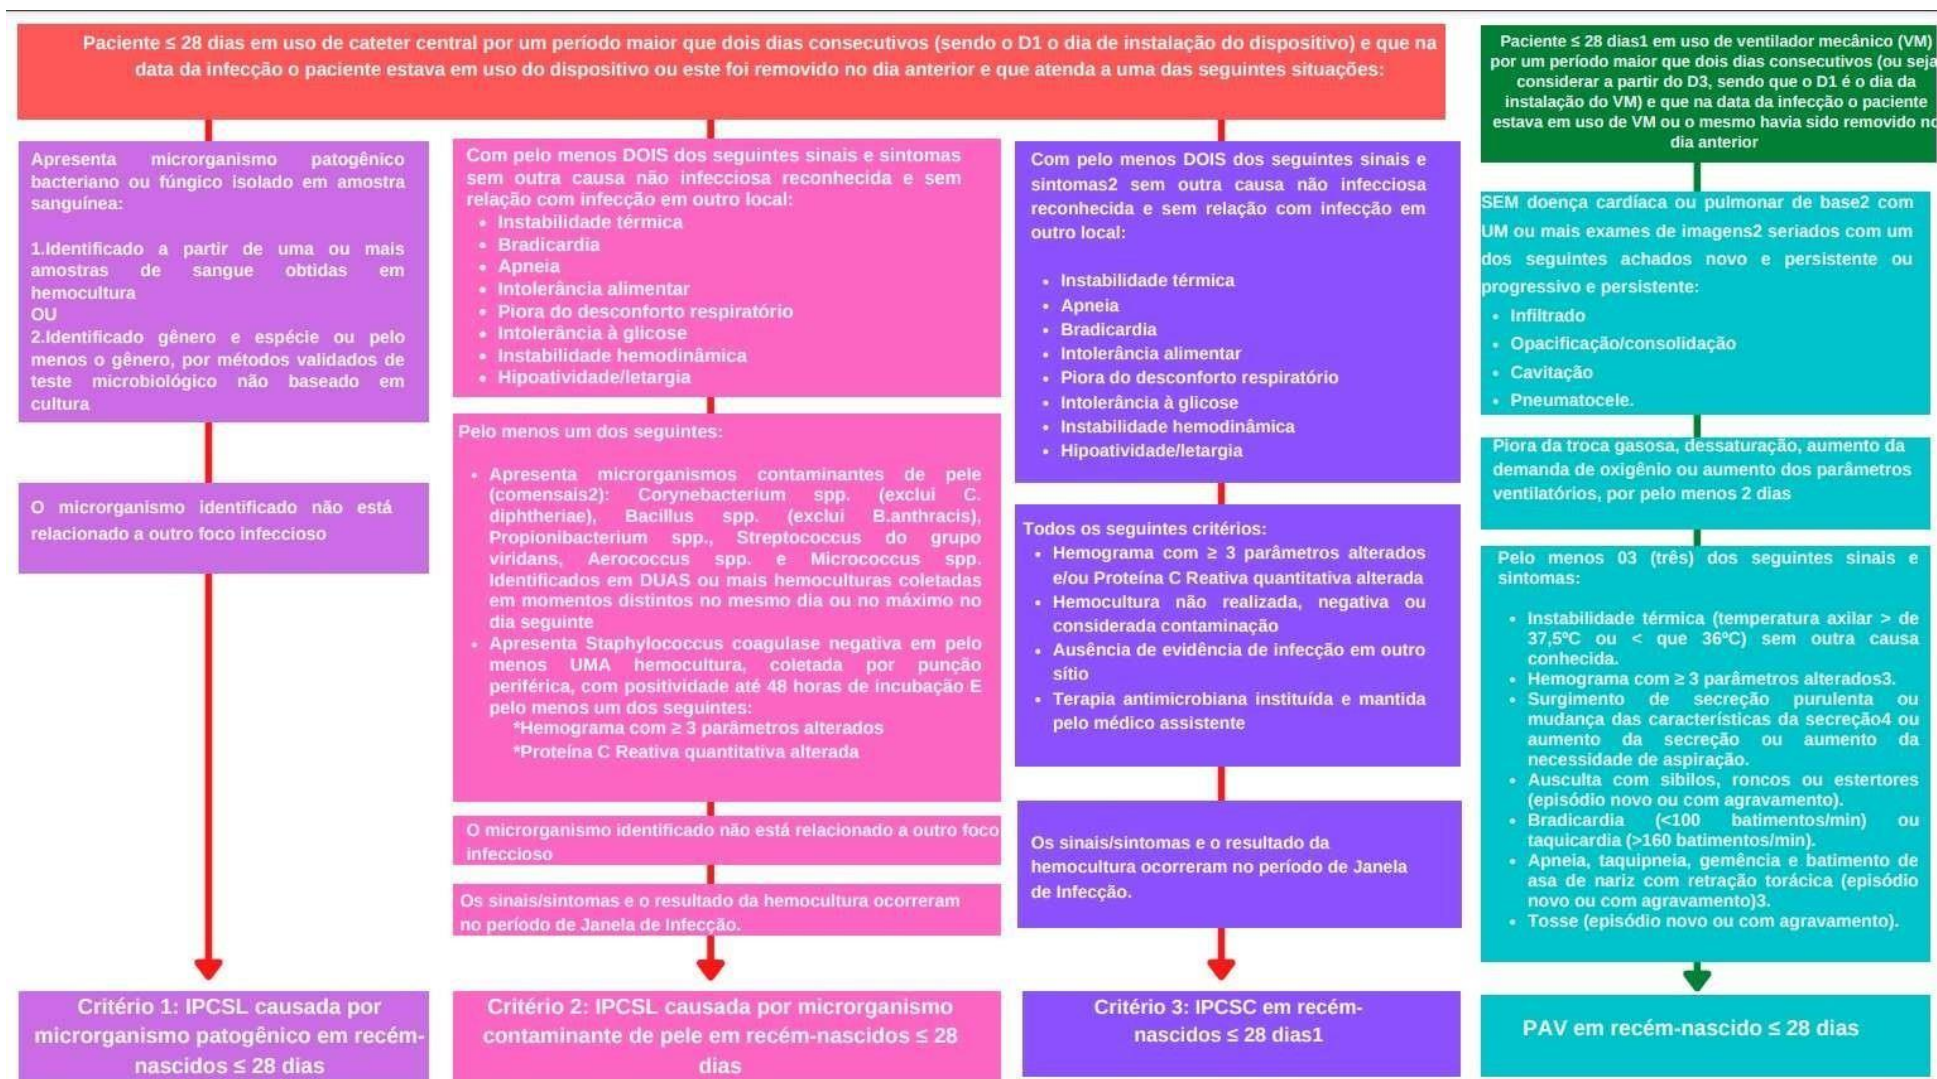 Paciente ≤ 28 dias em uso de cateter central por um período maior que dois dias consecutivos (sendo o D1 o dia de instalação do dispositivo) e que na
data da infecção o paciente estava em uso do dispositivo ou este foi removido no dia anterior e que atenda a uma das seguintes situações:
Apresenta microrganismo patogênico
bacteriano ou fúngico isolado em amostra
sanguínea:
1.Identificado a partir de uma ou mais
amostras de sangue obtidas em
hemocultura
OU
2.Identificado gênero e espécie ou pelo
menos o gênero, por métodos validados de
teste microbiológico não baseado em
cultura
O microrganismo identificado não está
relacionado a outro foco infeccioso
Critério 1: IPCSL causada por
microrganismo patogênico em recém-
nascidos ≤ 28 dias
Com pelo menos DOIS dos seguintes sinais e sintomas
sem outra causa não infecciosa reconhecida e sem
relação com infecção em outro local:
• Instabilidade térmica
• Bradicardia
• Apneia
• Intolerância alimentar
• Piora do desconforto respiratório
• Intolerância à glicose
• Instabilidade hemodinâmica
• Hipoatividade/letargia
Pelo menos um dos seguintes:
• Apresenta microrganismos contaminantes de pele
(comensais2): Corynebacterium spp. (exclui C.
diphtheriae), Bacillus spp. (exclui B.anthracis),
Propionibacterium spp., Streptococcus do grupo
viridans, Aerococcus spp. e Micrococcus spp.
Identificados em DUAS ou mais hemoculturas coletadas
em momentos distintos no mesmo dia ou no máximo no
dia seguinte
• Apresenta Staphylococcus coagulase negativa em pelo
menos UMA hemocultura, coletada por punção
periférica, com positividade até 48 horas de incubação E
pelo menos um dos seguintes:
*Hemograma com ≥ 3 parâmetros alterados
*Proteína C Reativa quantitativa alterada
O microrganismo identificado não está relacionado a outro foco
infeccioso
Os sinais/sintomas e o resultado da hemocultura ocorreram
no período de Janela de Infecção.
Critério 2: IPCSL causada por microrganismo
contaminante de pele em recém-nascidos ≤ 28
dias
Com pelo menos DOIS dos seguintes sinais e
sintomas2 sem outra causa não infecciosa
reconhecida e sem relação com infecção em
outro local:
• Instabilidade térmica
• Apneia
• Bradicardia
• Intolerância alimentar
• Piora do desconforto respiratório
• Intolerância à glicose
• Instabilidade hemodinâmica
• Hipoatividade/letargia
Todos os seguintes critérios:
• Hemograma com ≥ 3 parâmetros alterados
e/ou Proteína C Reativa quantitativa alterada
• Hemocultura não realizada, negativa ou
considerada contaminação
• Ausência de evidência de infecção em outro
sítio
• Terapia antimicrobiana instituída e mantida
pelo médico assistente
Os sinais/sintomas e o resultado da
hemocultura ocorreram no período de Janela
de Infecção.
Critério 3: IPCSC em recém-
nascidos ≤ 28 dias1
Paciente ≤ 28 dias1 em uso de ventilador mecânico (VM)
por um período maior que dois dias consecutivos (ou seja
considerar a partir do D3, sendo que o D1 é o dia da
instalação do VM) e que na data da infecção o paciente
estava em uso de VM ou o mesmo havia sido removido no
dia anterior
SEM doença cardíaca ou pulmonar de base2 com
UM ou mais exames de imagens2 seriados com um
dos seguintes achados novo e persistente ou
progressivo e persistente:
• Infiltrado
• Opacificação/consolidação
• Cavitação
• Pneumatocele.
Piora da troca gasosa, dessaturação, aumento da
demanda de oxigênio ou aumento dos parâmetros
ventilatórios, por pelo menos 2 dias
Pelo menos 03 (três) dos seguintes sinais e
sintomas:
• Instabilidade térmica (temperatura axilar > de
37,5ºC ou < que 36ºC) sem outra causa
conhecida.
• Hemograma com ≥ 3 parâmetros alterados3.
• Surgimento de secreção purulenta ou
mudança das características da secreção4 ou
aumento da secreção ou aumento da
necessidade de aspiração.
• Ausculta com sibilos, roncos ou estertores
(episódio novo ou com agravamento).
• Bradicardia (<100 batimentos/min) ou
taquicardia (>160 batimentos/min).
• Apneia, taquipneia, gemência e batimento de
asa de nariz com retração torácica (episódio
novo ou com agravamento)3.
• Tosse (episódio novo ou com agravamento).
PAV em recém-nascido ≤ 28 dias